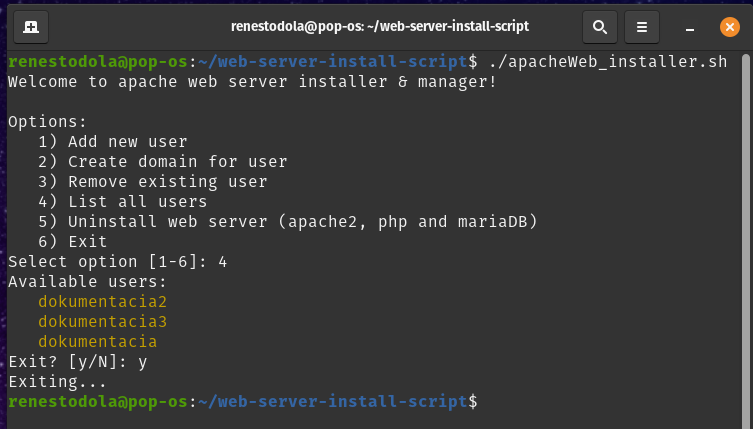 renestodola@pop-os: ~/web-server-install-script
renestodola@pop-os:~/web-server-install-script$ ./apacheWeb_installer.sh
Welcome to apache web server installer & manager!

Options:
   1) Add new user
   2) Create domain for user
   3) Remove existing user
   4) List all users
   5) Uninstall web server (apache2, php and mariaDB)
   6) Exit
Select option [1-6]: 4
Available users:
   dokumentacia2
   dokumentacia3
   dokumentacia
Exit? [y/N]: y
Exiting...
renestodola@pop-os:~/web-server-install-script$